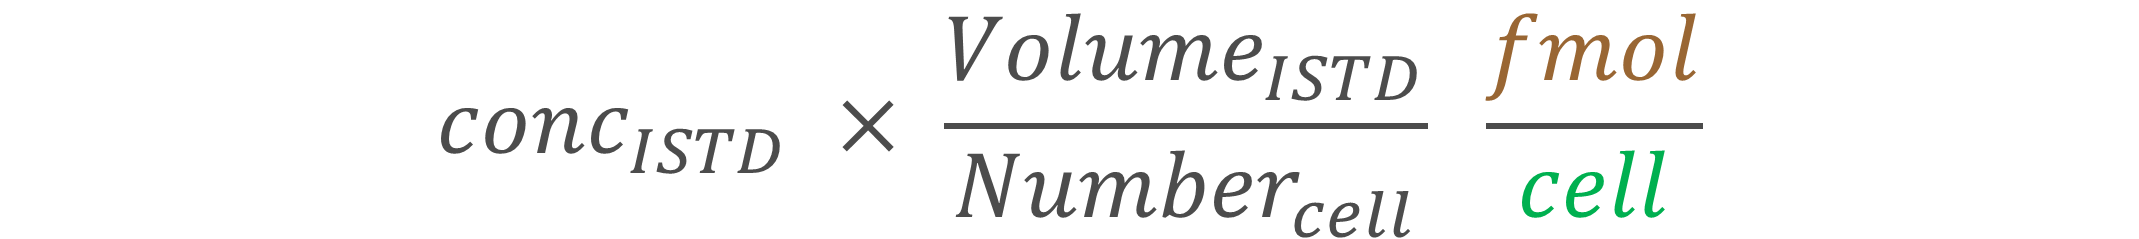 conc_ISTD × Volume_ISTD / Number_cell fmol / cell